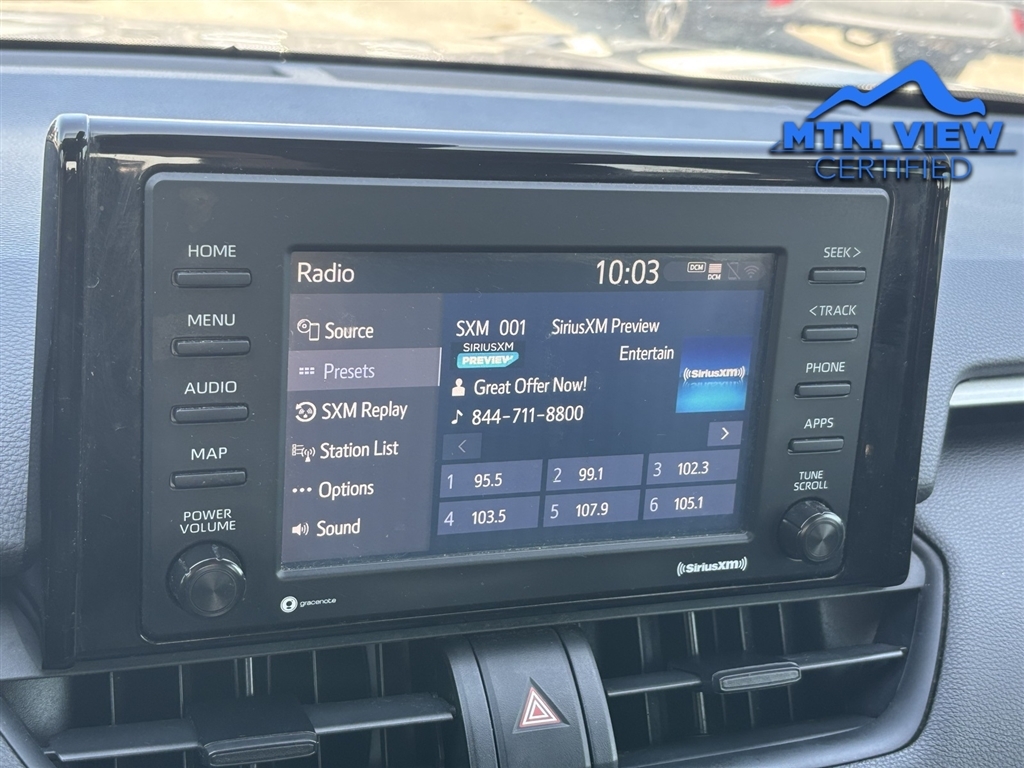 MTN. VIEW
CERTIFIED
HOME
MENU
AUDIO
MAP
POWER
VOLUME
Radio
10:03
DCM
DCM
Source
Presets
SXM Replay
Station List
Options
Sound
SXM 001 SiriusXM Preview
SIRIUSXM
PREVIEW
Entertain
((SiriusXM))
Great Offer Now!
844-711-8800
<
>
1 95.5
2 99.1
3 102.3
4 103.5
5 107.9
6 105.1
SEEK >
< TRACK
PHONE
APPS
TUNE
SCROLL
gracenote
((SiriusXM))